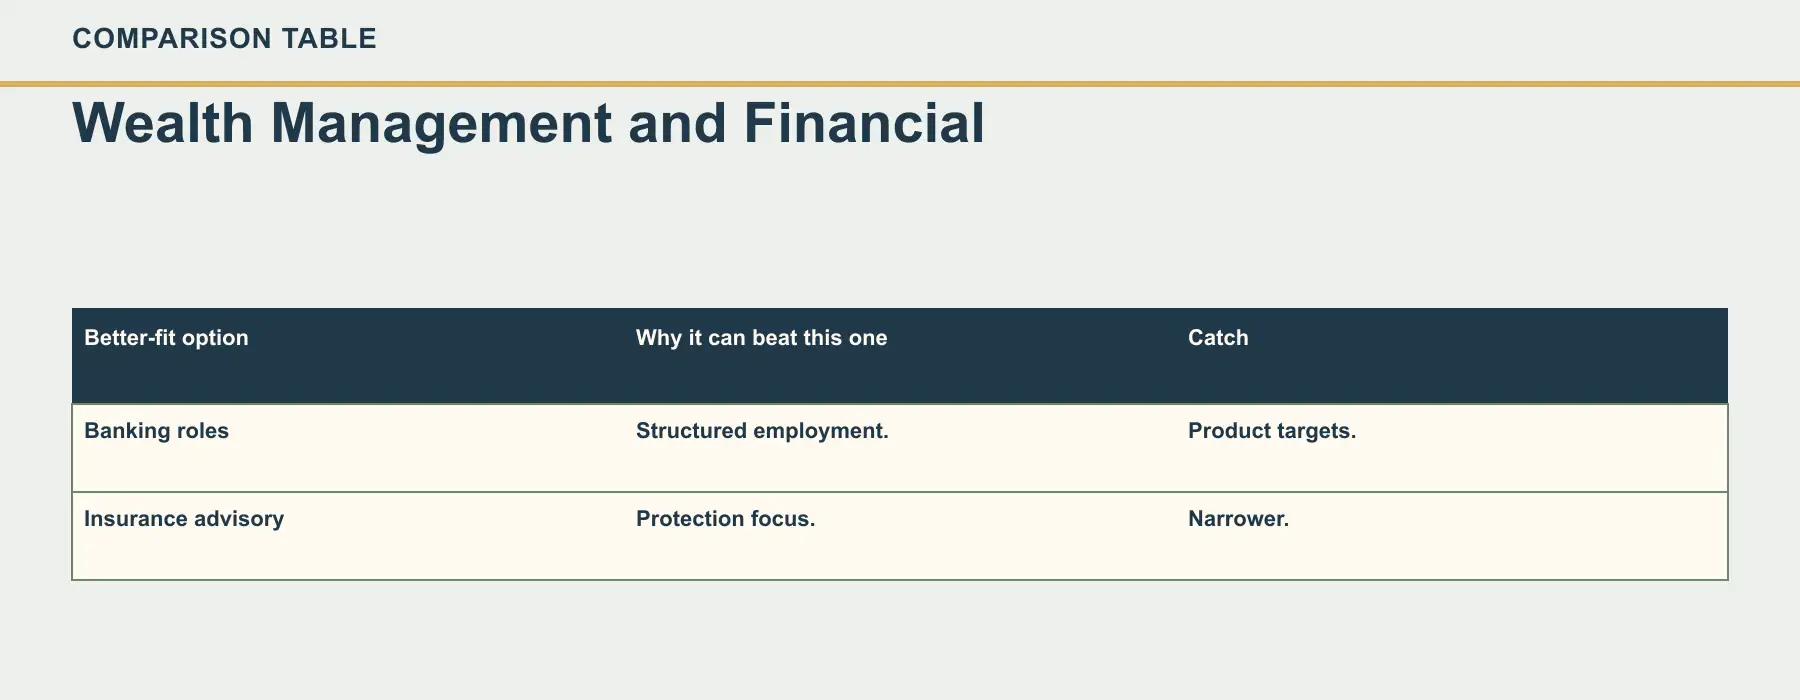 COMPARISON TABLE
Wealth Management and Financial
Better-fit option Why it can beat this one Catch
Banking roles Structured employment. Product targets.
Insurance advisory Protection focus. Narrower.